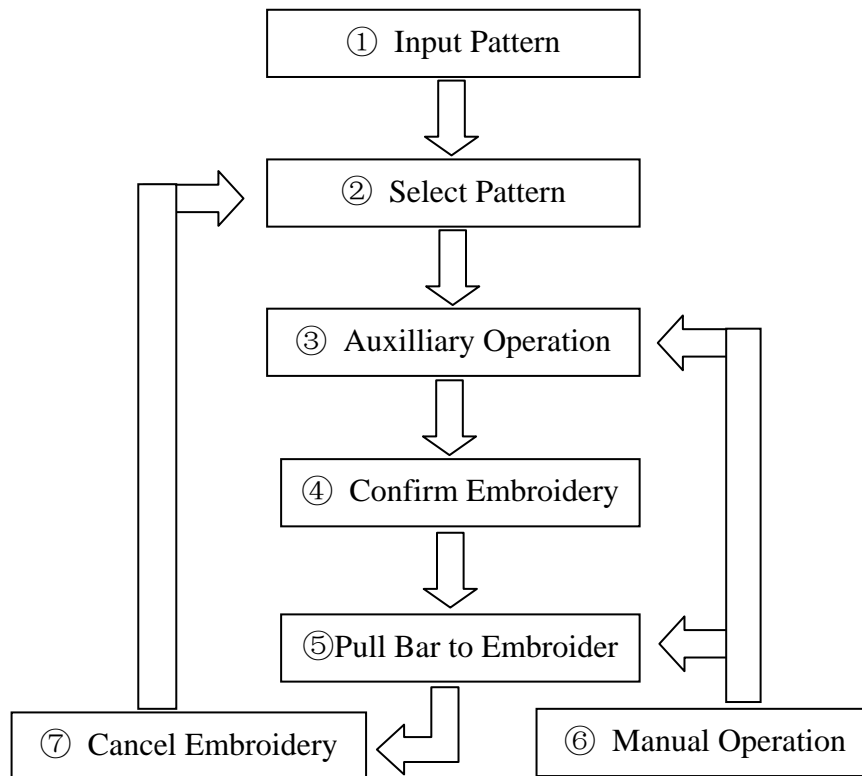 ① Input Pattern
② Select Pattern
③ Auxilliary Operation
④ Confirm Embroidery
⑤Pull Bar to Embroider
⑦ Cancel Embroidery
⑥ Manual Operation